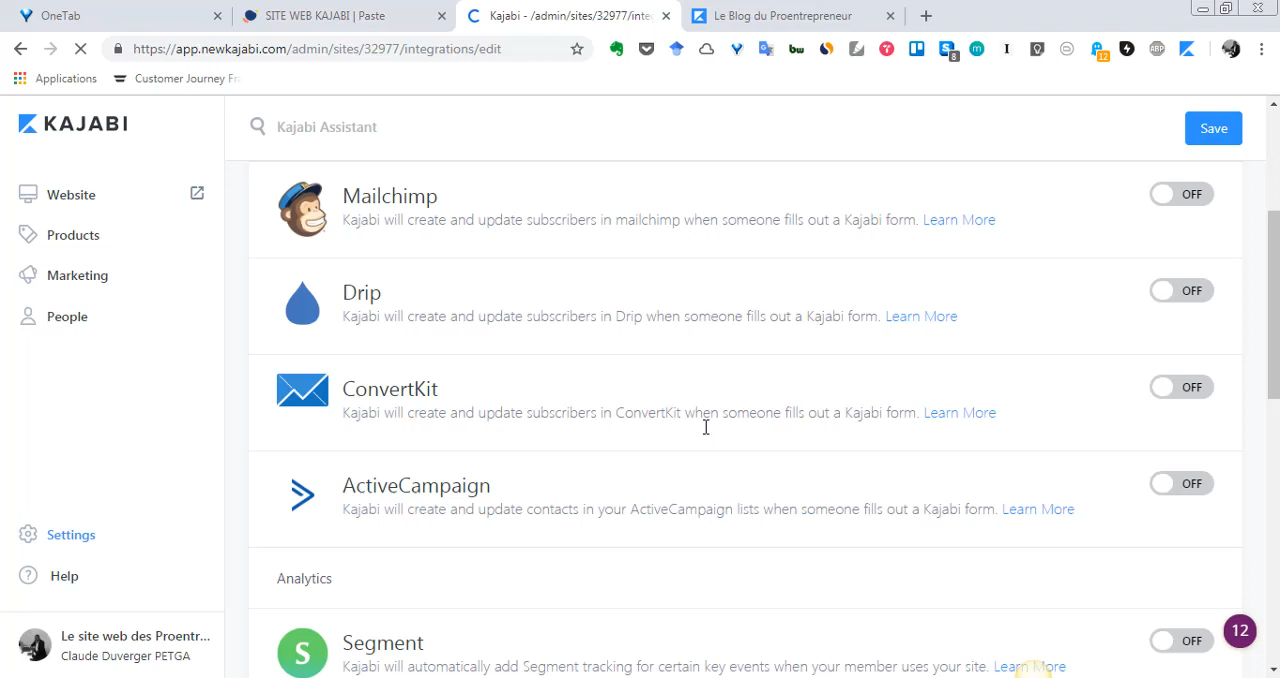 OneTab
SITE WEB KAJABI | Paste
Kajabi - /admin/sites/32977/inte
Le Blog du Proentrepreneur
https://app.newkajabi.com/admin/sites/32977/integrations/edit
Applications
Customer Journey Fr
KAJABI
Kajabi Assistant
Save
Website
Products
Marketing
People
Settings
Help
Le site web des Proentr...
Claude Duverger PETGA
Mailchimp
OFF
Kajabi will create and update subscribers in mailchimp when someone fills out a Kajabi form. Learn More
Drip
OFF
Kajabi will create and update subscribers in Drip when someone fills out a Kajabi form. Learn More
ConvertKit
OFF
Kajabi will create and update subscribers in ConvertKit when someone fills out a Kajabi form. Learn More
ActiveCampaign
OFF
Kajabi will create and update contacts in your ActiveCampaign lists when someone fills out a Kajabi form. Learn More
Analytics
S
Segment
OFF
Kajabi will automatically add Segment tracking for certain key events when your member uses your site. Learn More
12